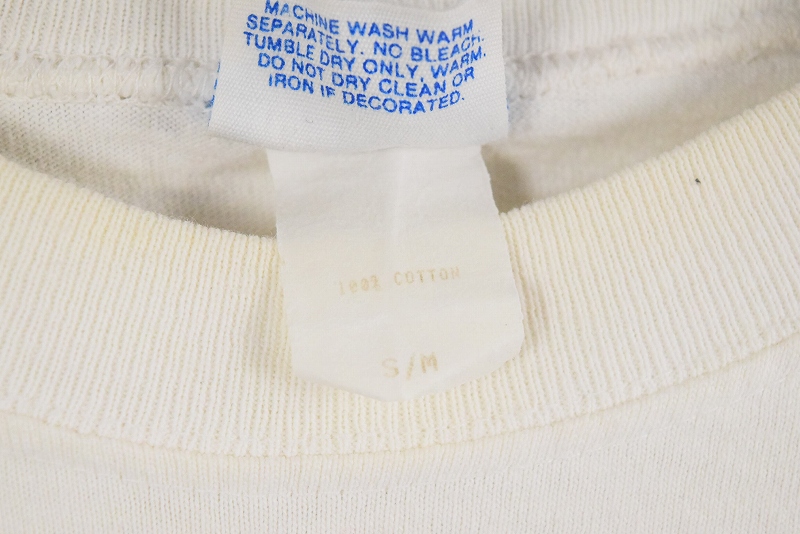 MACHINE WASH WARM
SEPARATELY. NO BLEACH.
TUMBLE DRY ONLY, WARM.
DO NOT DRY CLEAN OR
IRON IF DECORATED.
100% COTTON
S/M